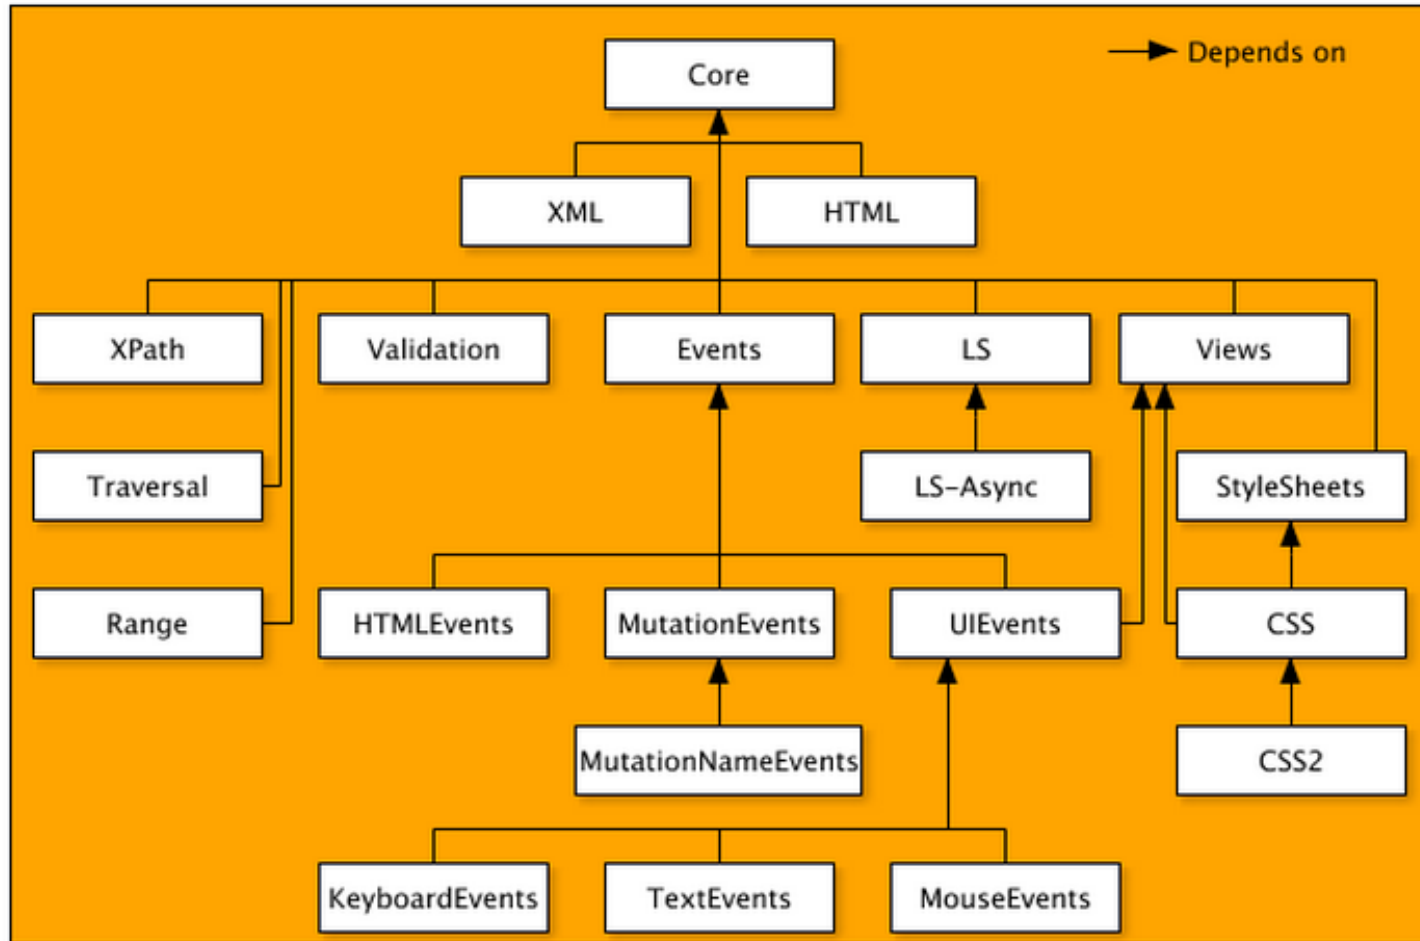 Depends on
Core
XML
HTML
XPath
Validation
Events
LS
Views
Traversal
LS-Async
StyleSheets
Range
HTMLEvents
MutationEvents
UIEvents
CSS
MutationNameEvents
CSS2
KeyboardEvents
TextEvents
MouseEvents